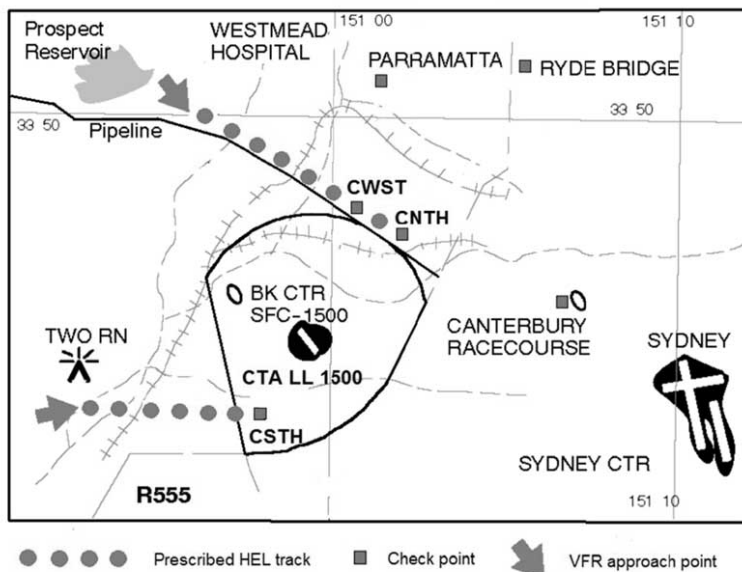 Prospect
Reservoir
WESTMEAD
HOSPITAL
151 00
151 10
PARRAMATTA
RYDE BRIDGE
33 50
Pipeline
33 50
CWST
CNTH
BK CTR
SFC-1500
TWO RN
CANTERBURY
RACECOURSE
SYDNEY
CTA LL 1500
CSTH
SYDNEY CTR
R555
151 10
Prescribed HEL track
Check point
VFR approach point